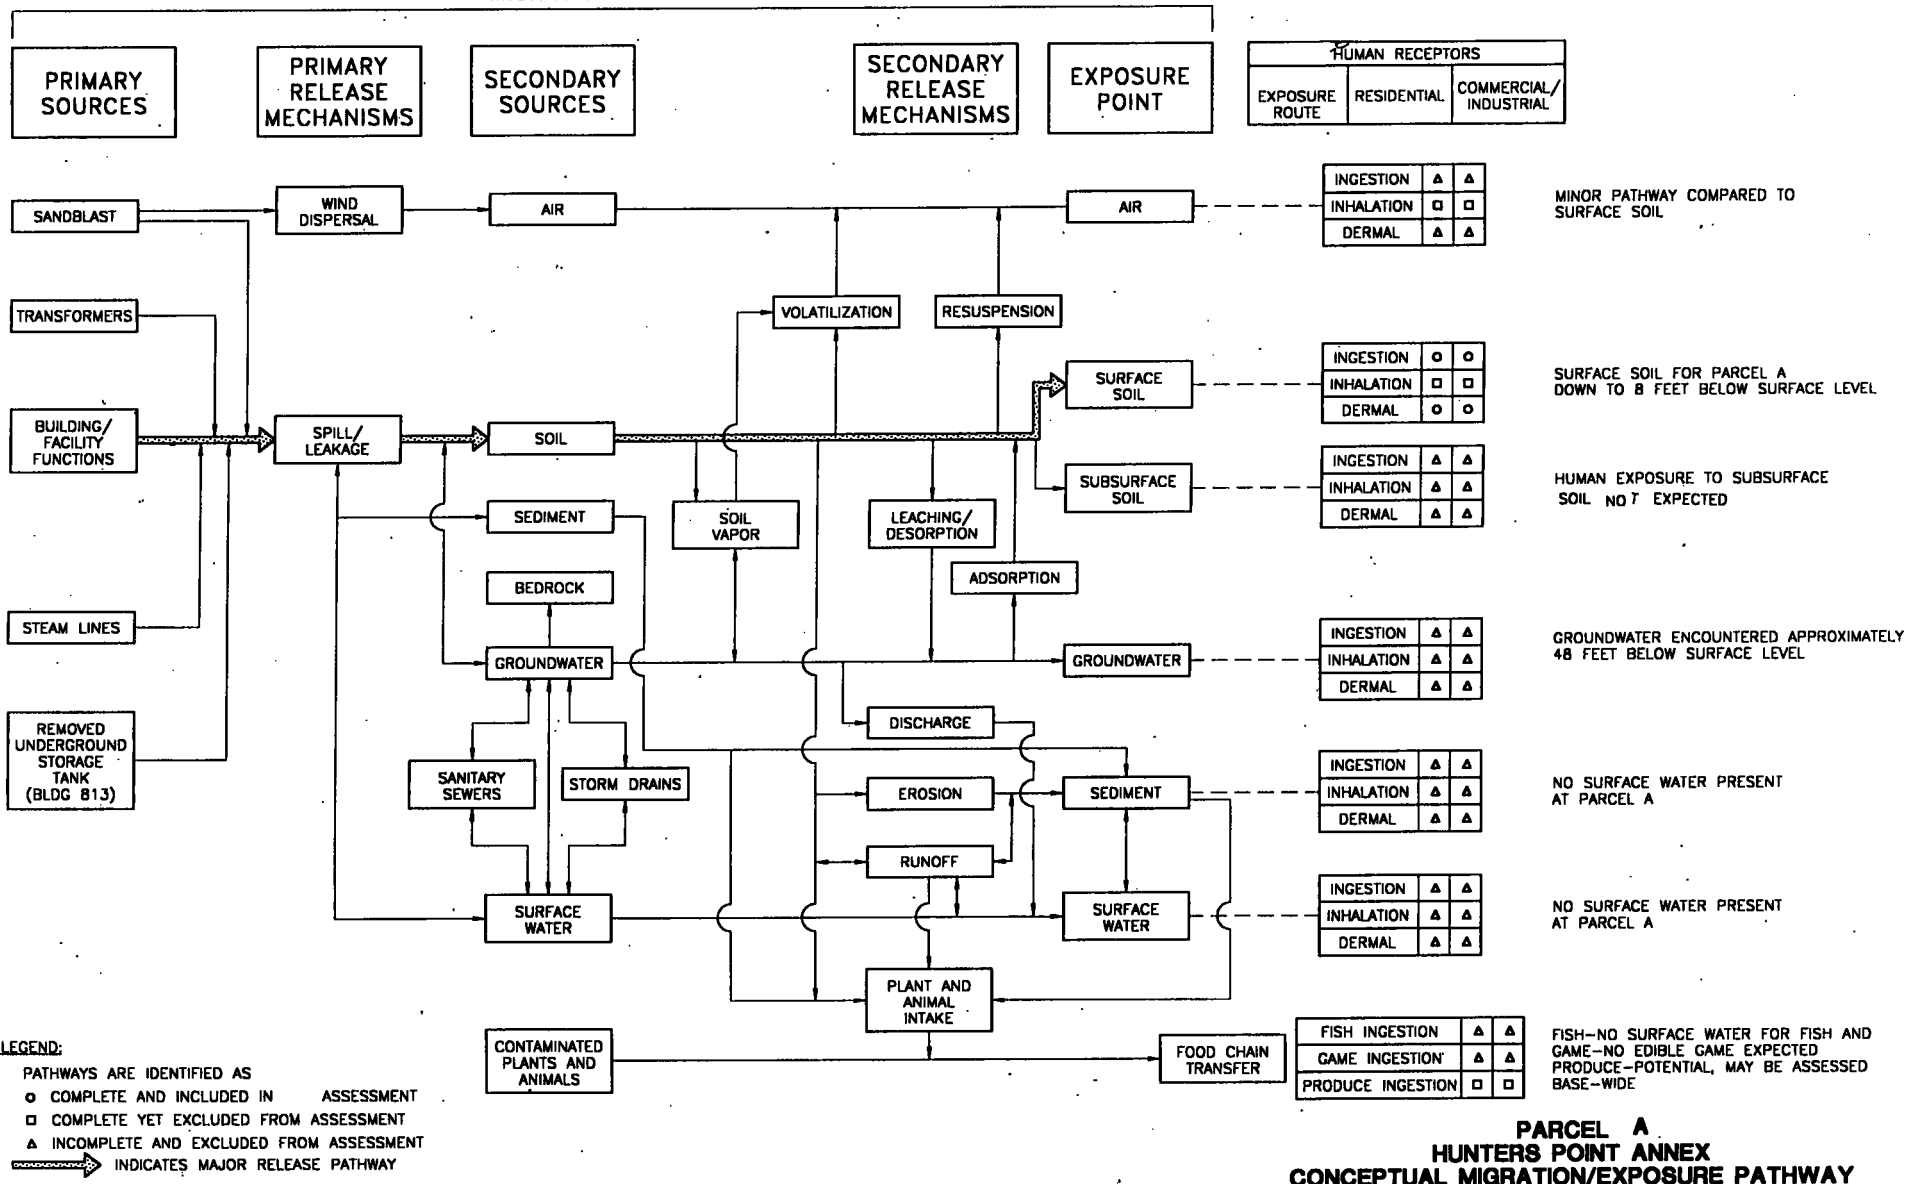 PRIMARY
SOURCES
PRIMARY
RELEASE
MECHANISMS
SECONDARY
SOURCES
SECONDARY
RELEASE
MECHANISMS
EXPOSURE
POINT
HUMAN RECEPTORS
EXPOSURE
ROUTE
RESIDENTIAL
COMMERCIAL/
INDUSTRIAL
SANDBLAST
WIND
DISPERSAL
AIR
AIR
INGESTION
INHALATION
DERMAL
MINOR PATHWAY COMPARED TO
SURFACE SOIL
TRANSFORMERS
VOLATILIZATION
RESUSPENSION
SURFACE
SOIL
INGESTION
INHALATION
DERMAL
SURFACE SOIL FOR PARCEL A
DOWN TO 8 FEET BELOW SURFACE LEVEL
BUILDING/
FACILITY
FUNCTIONS
SPILL/
LEAKAGE
SOIL
SUBSURFACE
SOIL
INGESTION
INHALATION
DERMAL
HUMAN EXPOSURE TO SUBSURFACE
SOIL NOT EXPECTED
SEDIMENT
SOIL
VAPOR
LEACHING/
DESORPTION
BEDROCK
ADSORPTION
STEAM LINES
GROUNDWATER
GROUNDWATER
INGESTION
INHALATION
DERMAL
GROUNDWATER ENCOUNTERED APPROXIMATELY
48 FEET BELOW SURFACE LEVEL
REMOVED
UNDERGROUND
STORAGE
TANK
(BLDG 813)
DISCHARGE
SANITARY
SEWERS
STORM DRAINS
EROSION
SEDIMENT
INGESTION
INHALATION
DERMAL
NO SURFACE WATER PRESENT
AT PARCEL A
RUNOFF
SURFACE
WATER
SURFACE
WATER
INGESTION
INHALATION
DERMAL
NO SURFACE WATER PRESENT
AT PARCEL A
PLANT AND
ANIMAL
INTAKE
CONTAMINATED
PLANTS AND
ANIMALS
FOOD CHAIN
TRANSFER
FISH INGESTION
GAME INGESTION
PRODUCE INGESTION
FISH-NO SURFACE WATER FOR FISH AND
GAME-NO EDIBLE GAME EXPECTED
PRODUCE-POTENTIAL, MAY BE ASSESSED
BASE-WIDE
LEGEND:
PATHWAYS ARE IDENTIFIED AS
COMPLETE AND INCLUDED IN ASSESSMENT
COMPLETE YET EXCLUDED FROM ASSESSMENT
INCOMPLETE AND EXCLUDED FROM ASSESSMENT
INDICATES MAJOR RELEASE PATHWAY
PARCEL A
HUNTERS POINT ANNEX
CONCEPTUAL MIGRATION/EXPOSURE PATHWAY